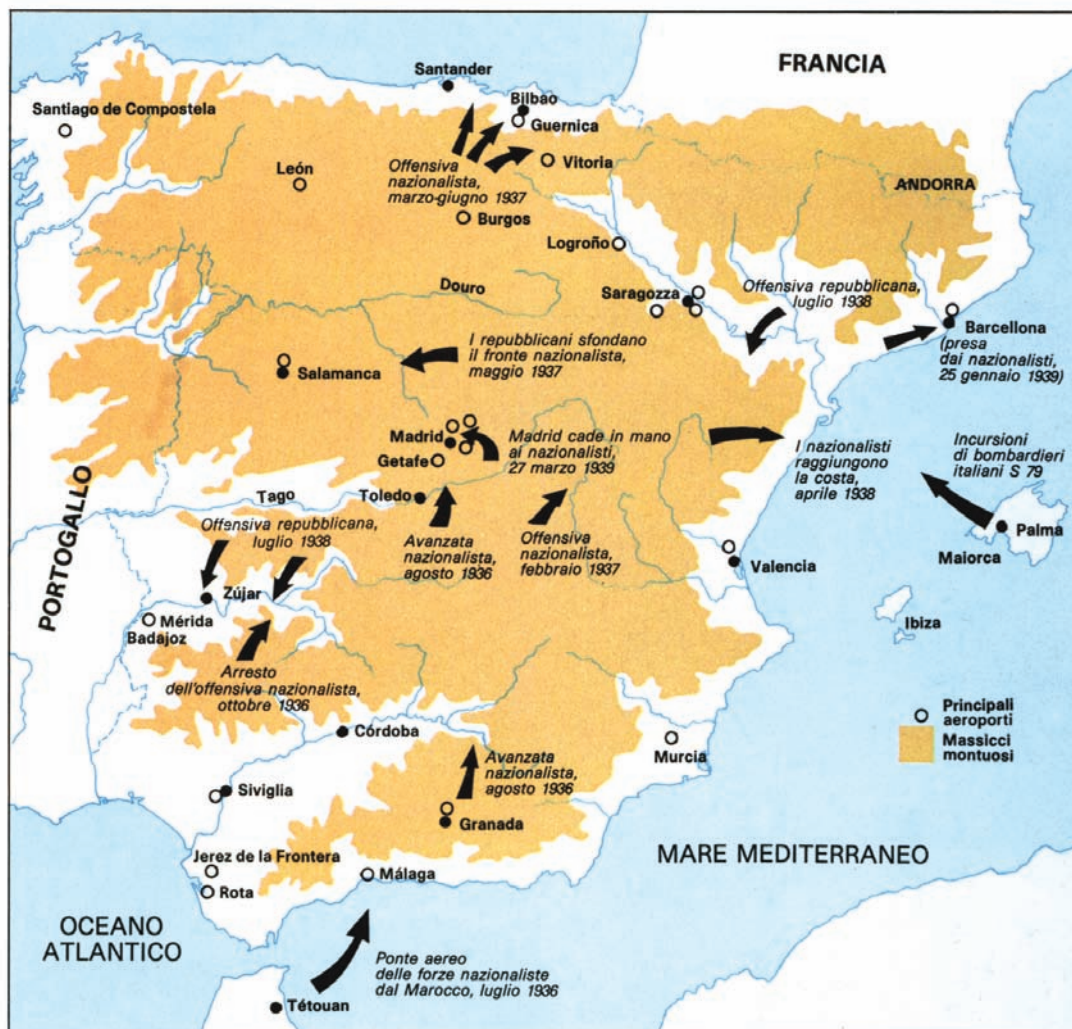 FRANCIA
Santander
Bilbao
Guernica
Santiago de Compostela
Vitoria
León
Offensiva
nazionalista,
marzo-giugno 1937
ANDORRA
Burgos
Logroño
Douro
Saragozza
Offensiva repubblicana,
luglio 1938
Barcellona
(presa
dai nazionalisti,
25 gennaio 1939)
I repubblicani sfondano
il fronte nazionalista,
maggio 1937
Salamanca
Madrid
Getafe
Madrid cade in mano
ai nazionalisti,
27 marzo 1939
I nazionalisti
raggiungono
la costa,
aprile 1938
Incursioni
di bombardieri
italiani S 79
PORTOGALLO
Tago
Toledo
Offensiva repubblicana,
luglio 1938
Avanzata
nazionalista,
agosto 1936
Offensiva
nazionalista,
febbraio 1937
Palma
Maiorca
Valencia
Zújar
Mérida
Badajoz
Ibiza
Arresto
dell'offensiva nazionalista,
ottobre 1936
Principali
aeroporti
Massicci
montuosi
Córdoba
Murcia
Avanzata
nazionalista,
agosto 1936
Siviglia
Granada
Jerez de la Frontera
Rota
Málaga
MARE MEDITERRANEO
OCEANO
ATLANTICO
Ponte aereo
delle forze nazionaliste
dal Marocco, luglio 1936
Tétouan